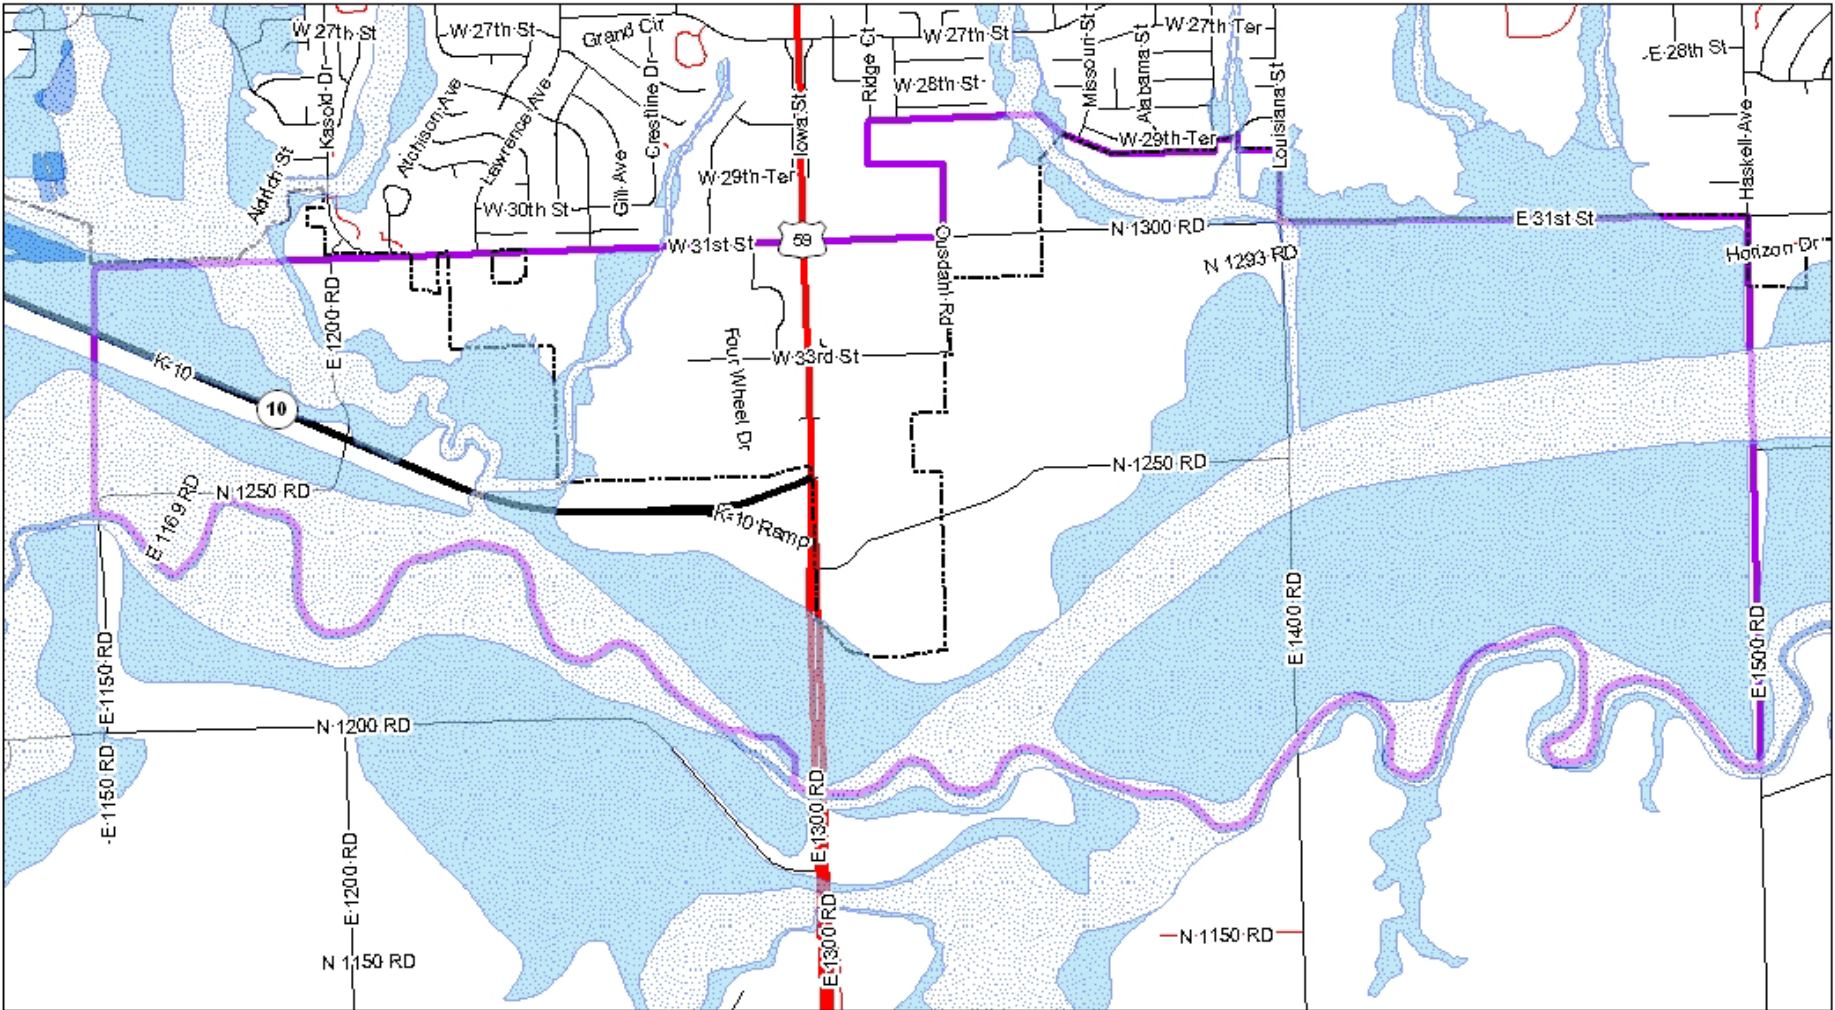 W 27th St
W 27th St
Grand Cir
W 27th St
W 27th Ter
E 28th St
Kasold Dr
Atchison Ave
Lawrence Ave
Crestline Dr
Iowa St
Ridge Ct
W 28th St
Missouri St
Alabama St
Louisiana St
Haskell Ave
Aldrich St
W 30th St
Gill Ave
W 29th Ter
W 29th Ter
W 31st St
59
Ousdahl Rd
N 1300 RD
E 31st St
N 1293 RD
Horizon Dr
E 1200 RD
K-10
10
Four Wheel Dr
W 33rd St
N 1250 RD
E 1169 RD
K-10 Ramp
N 1250 RD
E 1400 RD
E 1500 RD
E 1150 RD
N 1200 RD
E 1150 RD
E 1300 RD
E 1200 RD
E 1300 RD
N 1150 RD
N 1150 RD